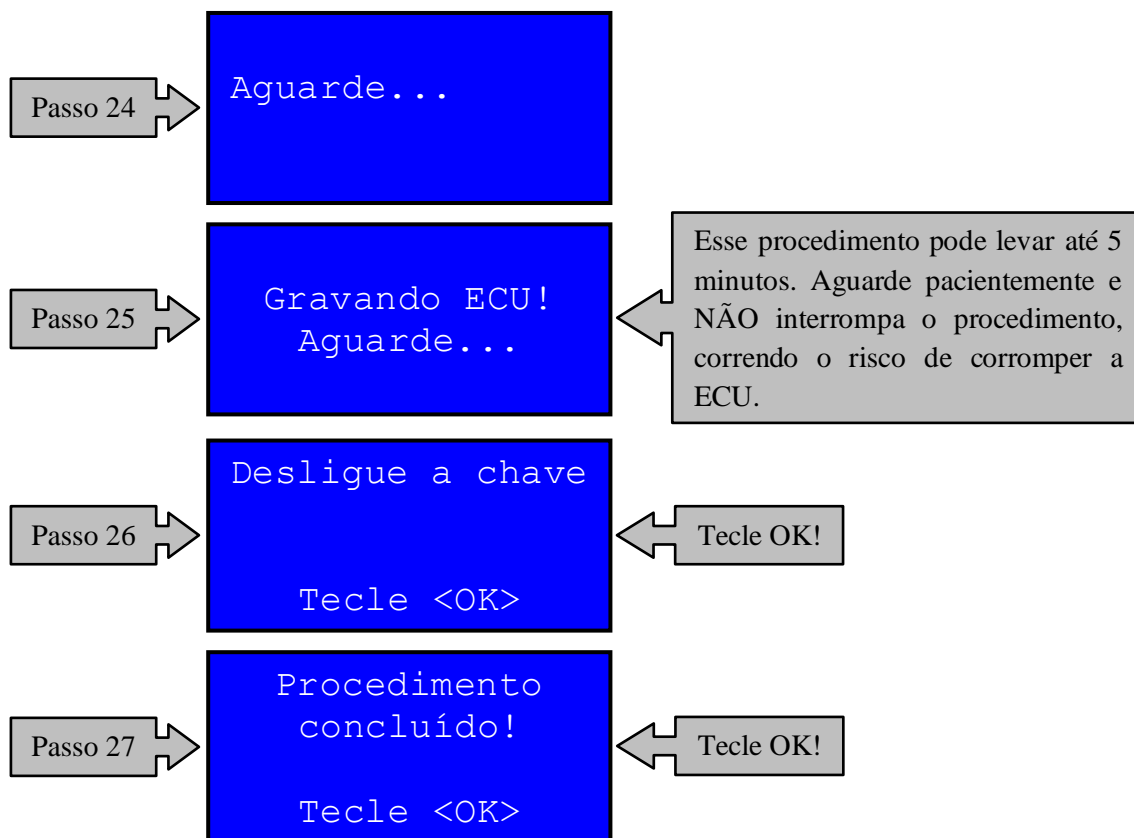 Passo 24
Aguarde...
Passo 25
Gravando ECU!
Aguarde...
Esse procedimento pode levar até 5
minutos. Aguarde pacientemente e
NÃO interrompa o procedimento,
correndo o risco de corromper a
ECU.
Passo 26
Desligue a chave
Tecle <OK>
Tecle OK!
Passo 27
Procedimento
concluído!
Tecle <OK>
Tecle OK!